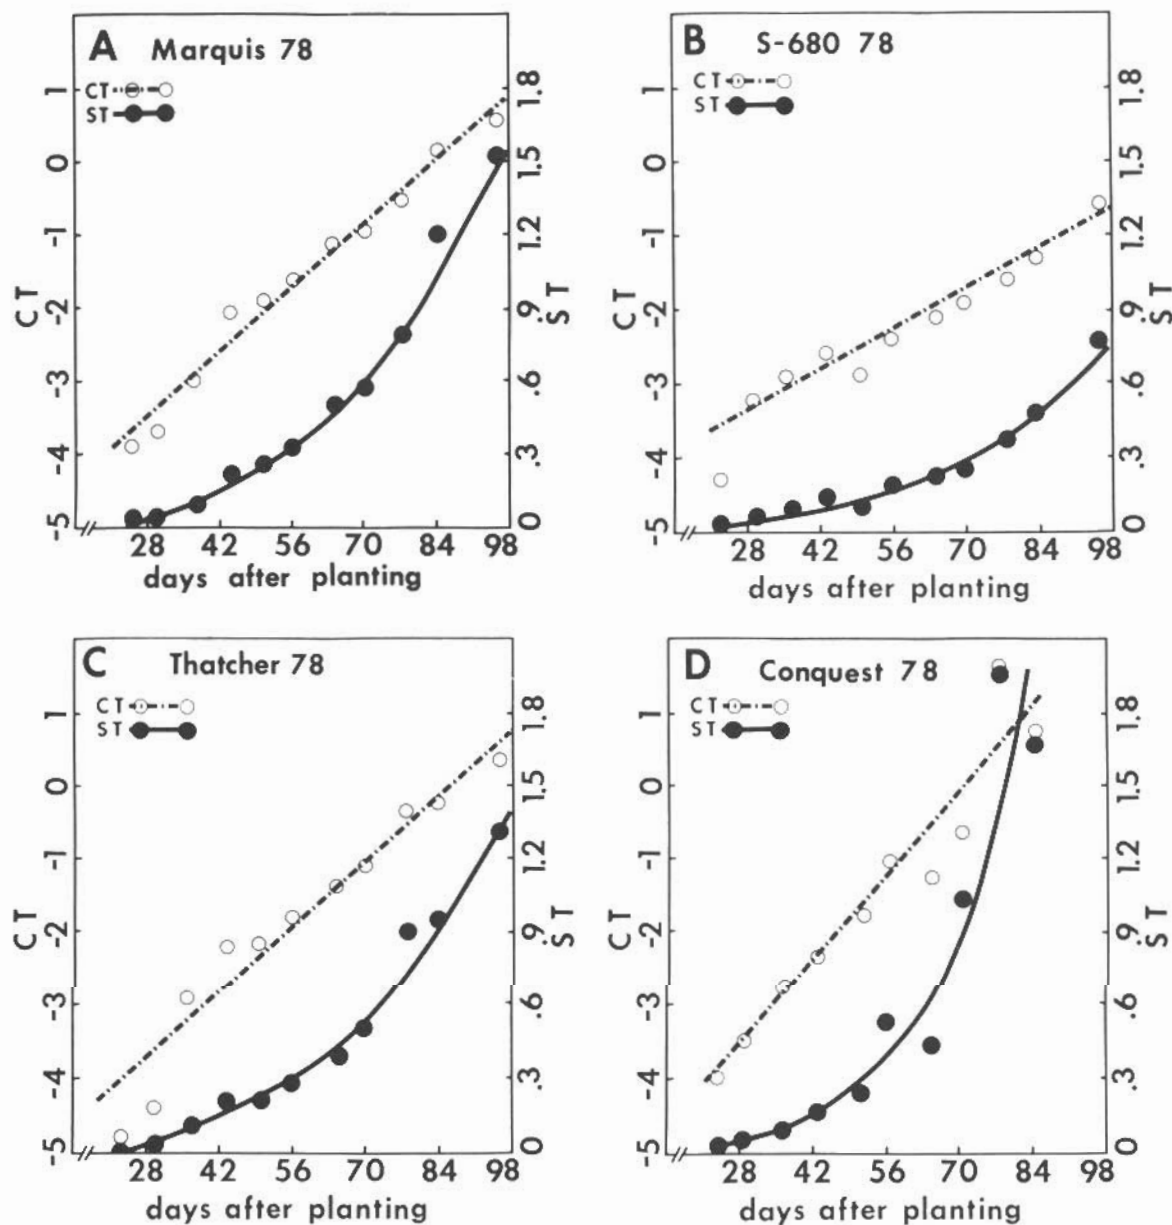 A Marquis 78
CT
ST
1
0
-1
-2
-3
-4
-5
CT
1.8
1.5
1.2
.9
.6
.3
0
ST
28 42 56 70 84 98
days after planting
B S-680 78
CT
ST
1
0
-1
-2
-3
-4
-5
CT
1.8
1.5
1.2
.9
.6
.3
0
ST
28 42 56 70 84 98
days after planting
C Thatcher 78
CT
ST
1
0
-1
-2
-3
-4
-5
CT
1.8
1.5
1.2
.9
.6
.3
0
ST
28 42 56 70 84 98
days after planting
D Conquest 78
CT
ST
1
0
-1
-2
-3
-4
-5
CT
1.8
1.5
1.2
.9
.6
.3
0
ST
28 42 56 70 84 98
days after planting